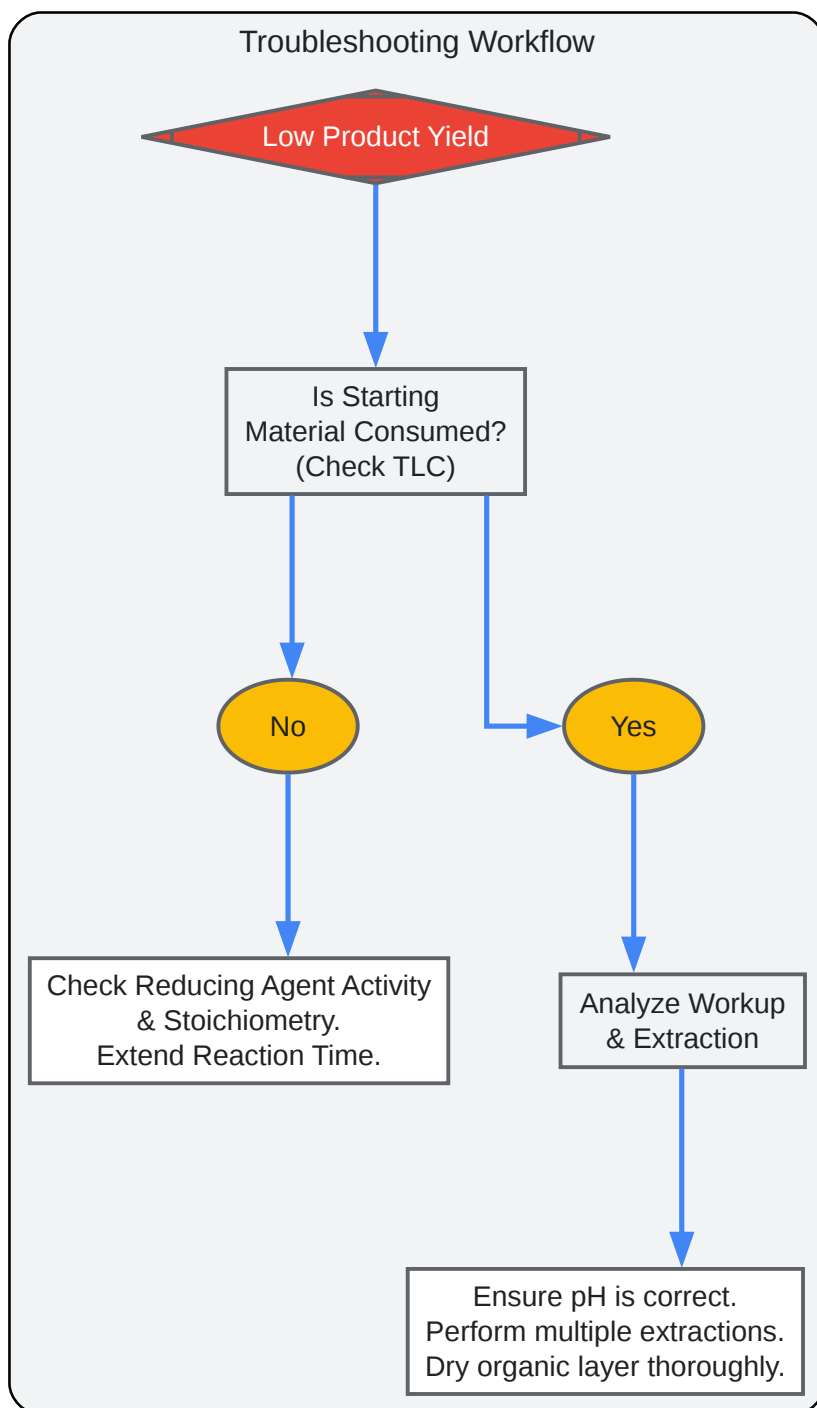 Troubleshooting Workflow
Low Product Yield
Is Starting
Material Consumed?
(Check TLC)
No
Yes
Check Reducing Agent Activity
& Stoichiometry.
Extend Reaction Time.
Analyze Workup
& Extraction
Ensure pH is correct.
Perform multiple extractions.
Dry organic layer thoroughly.